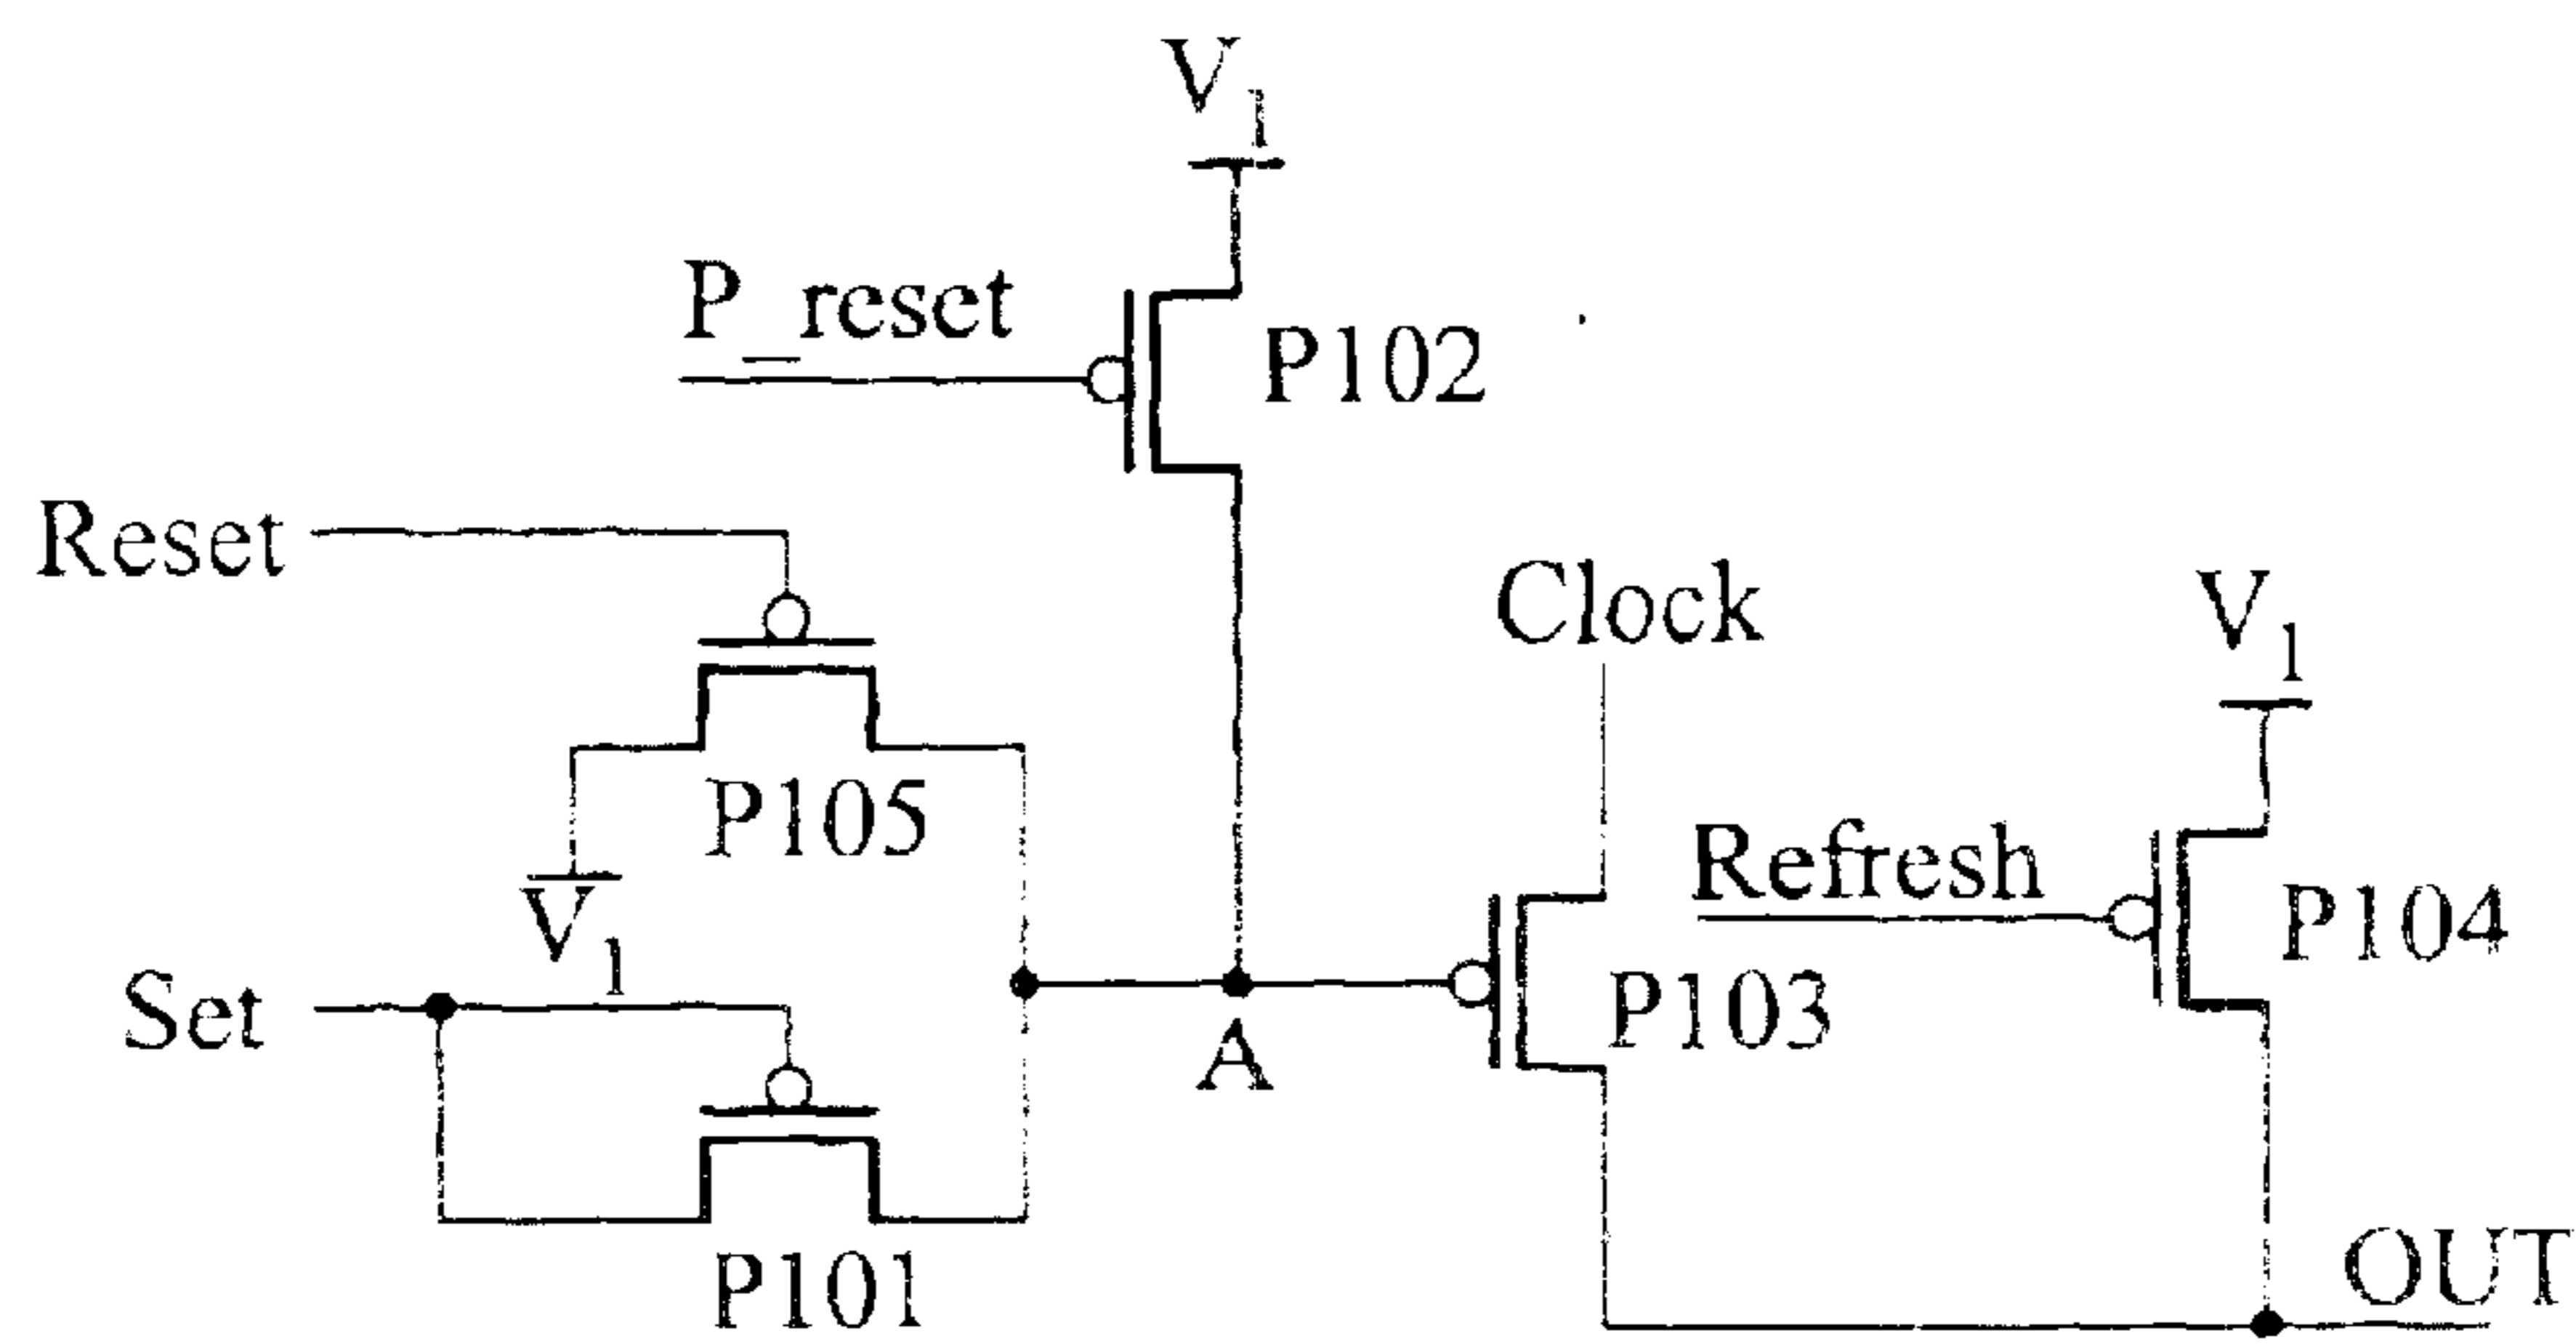 V1
P_reset
P102
Reset
Clock
V1
P105
Refresh
V1
P104
Set
P103
A
P101
OUT